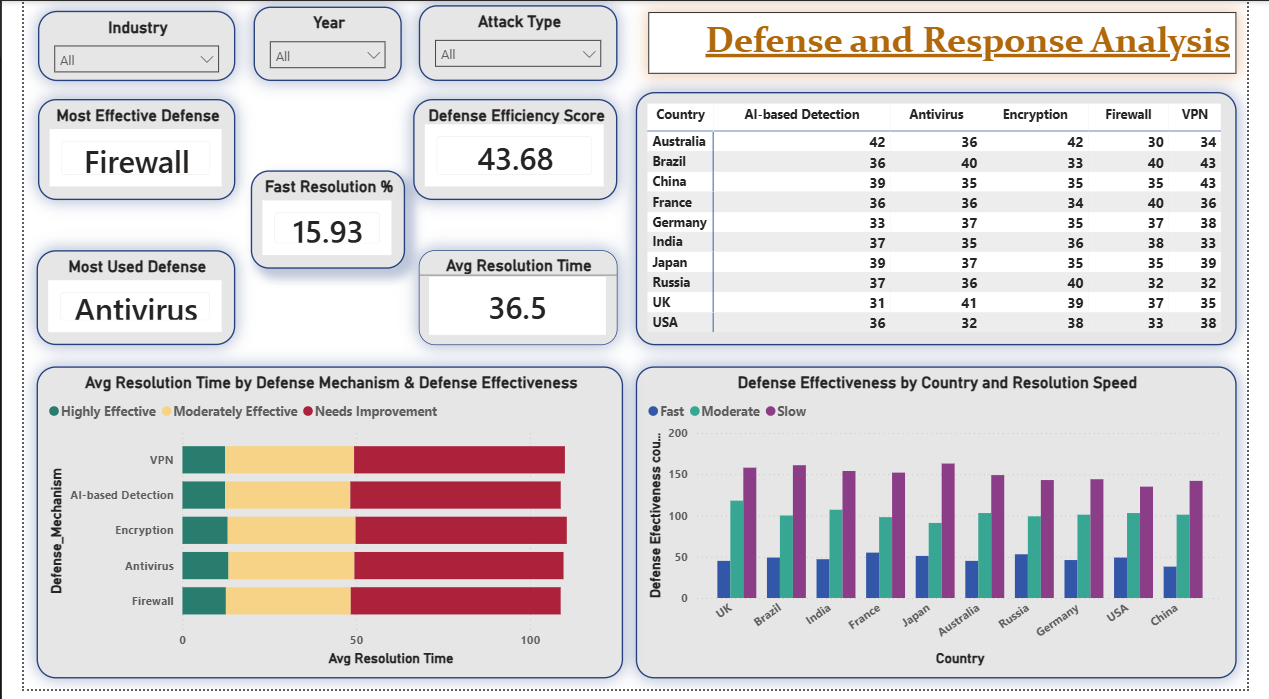 Industry
All
Year
All
Attack Type
All
Defense and Response Analysis
Most Effective Defense
Firewall
Fast Resolution %
15.93
Defense Efficiency Score
43.68
Most Used Defense
Antivirus
Avg Resolution Time
36.5
Country AI-based Detection Antivirus Encryption Firewall VPN
Australia 42 36 42 30 34
Brazil 36 40 33 40 43
China 39 35 35 35 43
France 36 36 34 40 36
Germany 33 37 35 37 38
India 37 35 36 38 33
Japan 39 37 35 35 39
Russia 37 36 40 32 32
UK 31 41 39 37 35
USA 36 32 38 33 38
Avg Resolution Time by Defense Mechanism & Defense Effectiveness
Highly Effective Moderately Effective Needs Improvement
Defense_Mechanism
VPN
AI-based Detection
Encryption
Antivirus
Firewall
0 50 100
Avg Resolution Time
Defense Effectiveness by Country and Resolution Speed
Fast Moderate Slow
Defense Efectiveness cou...
200
150
100
50
0
UK Brazil India France Japan Australia Russia Germany USA China
Country